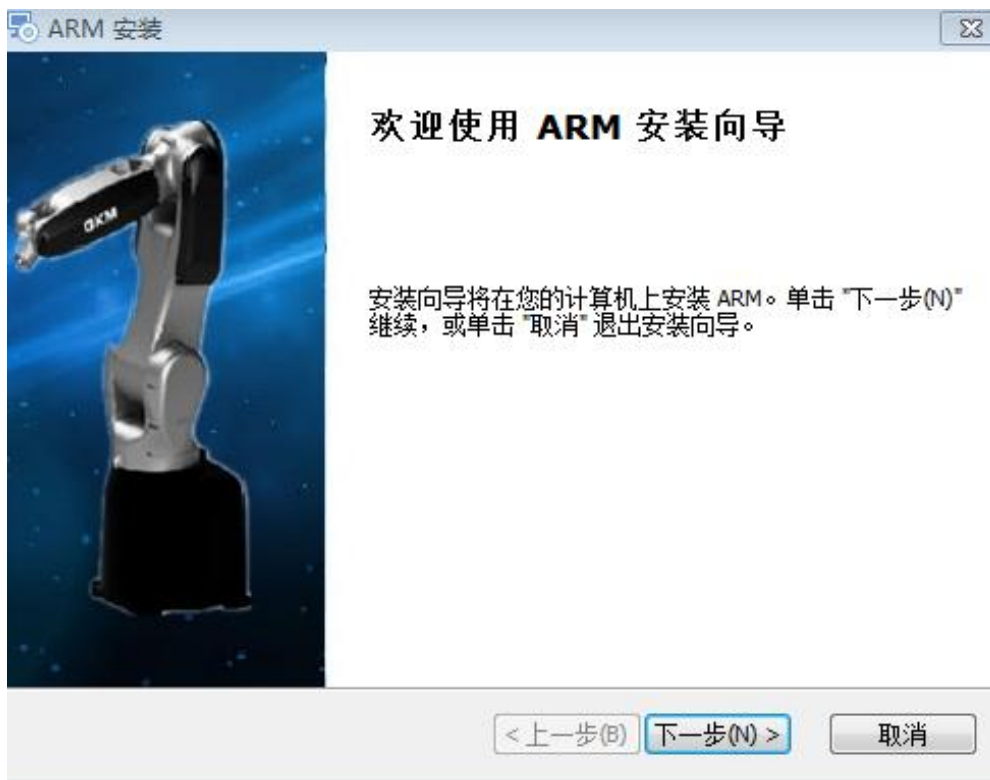 ARM 安装
欢迎使用 ARM 安装向导
安装向导将在您的计算机上安装 ARM。单击 "下一步(N)"
继续，或单击 "取消" 退出安装向导。
GKM
<上一步(B) 下一步(N) > 取消